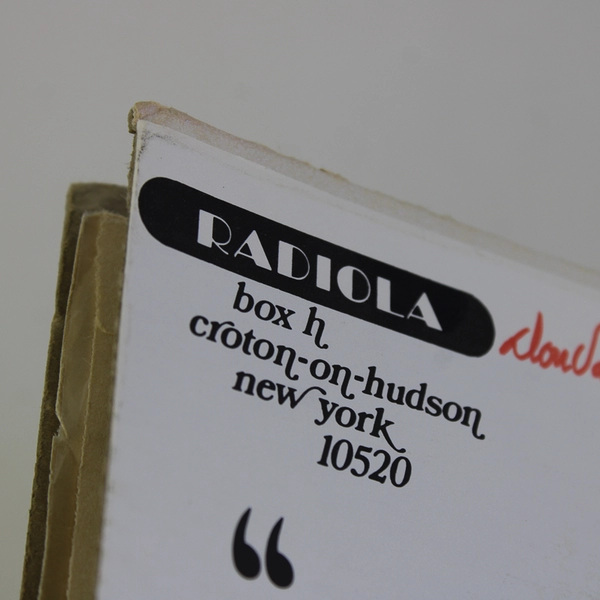 RADIOLA
box h
croton-on-hudson
new york
10520
“